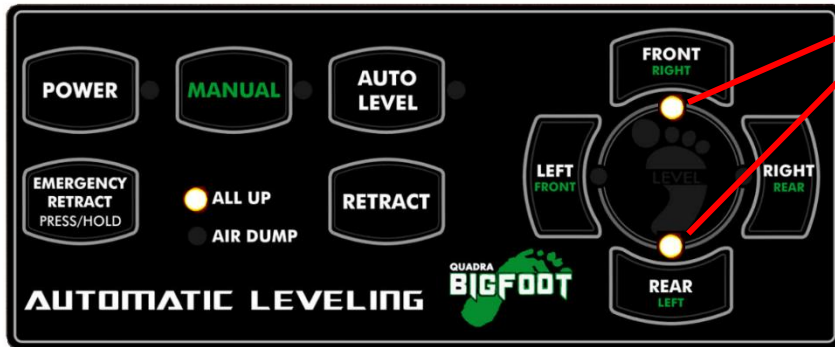 POWER
MANUAL
AUTO
LEVEL
FRONT
RIGHT
LEFT
FRONT
LEVEL
RIGHT
REAR
EMERGENCY
RETRACT
PRESS/HOLD
ALL UP
AIR DUMP
RETRACT
REAR
LEFT
AUTOMATIC LEVELING
QUADRA
BIGFOOT